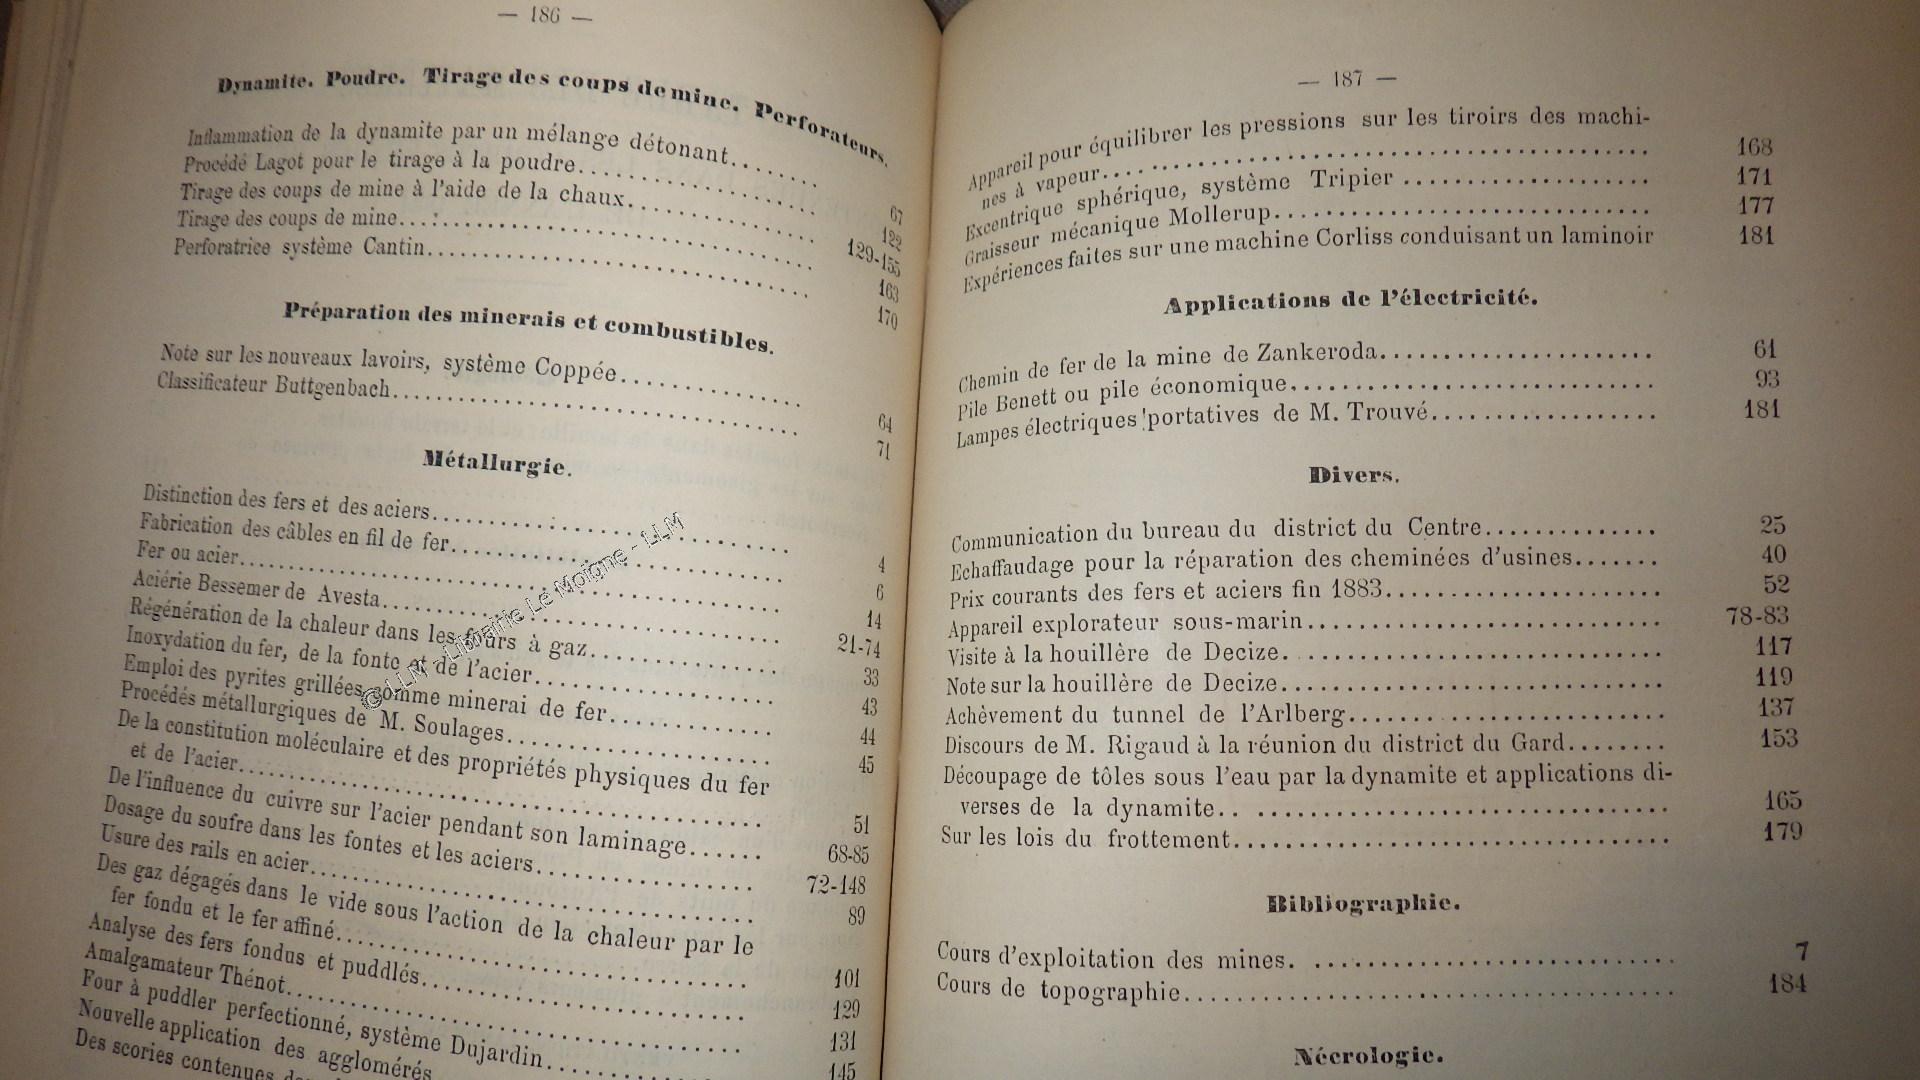 — 186 —
Dynamite. Poudre. Tirage des coups de mine. Perforateurs.
Inflammation de la dynamite par un mélange détonant........ 67
Procédé Lagot pour le tirage à la poudre.................. 122
Tirage des coups de mine à l'aide de la chaux............... 129-155
Tirage des coups de mine...:............................ 163
Perforatrice système Cantin.............................. 170
Préparation des minerais et combustibles.
Note sur les nouveaux lavoirs, système Coppée.............. 64
Classificateur Buttgenbach................................ 71
Métallurgie.
Distinction des fers et des aciers............................ 4
Fabrication des câbles en fil de fer.......................... 6
Fer ou acier............................................. 14
Aciérie Bessemer de Avesta............................... 21-74
Régénération de la chaleur dans les fours à gaz.............. 33
Inoxydation du fer, de la fonte et de l'acier................. 43
Emploi des pyrites grillées comme minerai de fer............ 44
Procédés métallurgiques de M. Soulages.................... 45
De la constitution moléculaire et des propriétés physiques du fer
et de l'acier........................................... 51
De l'influence du cuivre sur l'acier pendant son laminage...... 68-85
Dosage du soufre dans les fontes et les aciers................ 72-148
Usure des rails en acier.................................... 89
Des gaz dégagés dans le vide sous l'action de la chaleur par le
fer fondu et le fer affiné................................. 101
Analyse des fers fondus et puddlés......................... 129
Amalgamateur Thénot.................................... 131
Four à puddler perfectionné, système Dujardin............. 145
Nouvelle application des agglomérés
Des scories contenues
© LLM - Librairie Le Moigne - LLM
— 187 —
Appareil pour équilibrer les pressions sur les tiroirs des machi-
nes à vapeur.......................................... 168
Excentrique sphérique, système Tripier .................... 171
Graisseur mécanique Mollerup............................. 177
Expériences faites sur une machine Corliss conduisant un laminoir 181
Applications de l'électricité.
Chemin de fer de la mine de Zankeroda...................... 61
Pile Benett ou pile économique............................. 93
Lampes électriques portatives de M. Trouvé.................. 181
Divers.
Communication du bureau du district du Centre.............. 25
Echaffaudage pour la réparation des cheminées d'usines....... 40
Prix courants des fers et aciers fin 1883...................... 52
Appareil explorateur sous-marin............................ 78-83
Visite à la houillère de Decize.............................. 117
Note sur la houillère de Decize.............................. 119
Achèvement du tunnel de l'Arlberg......................... 137
Discours de M. Rigaud à la réunion du district du Gard........ 153
Découpage de tôles sous l'eau par la dynamite et applications di-
verses de la dynamite.. ................................ 165
Sur les lois du frottement.................................. 179
Bibliographie.
Cours d'exploitation des mines. ............................ 7
Cours de topographie...................................... 184
Nécrologie.